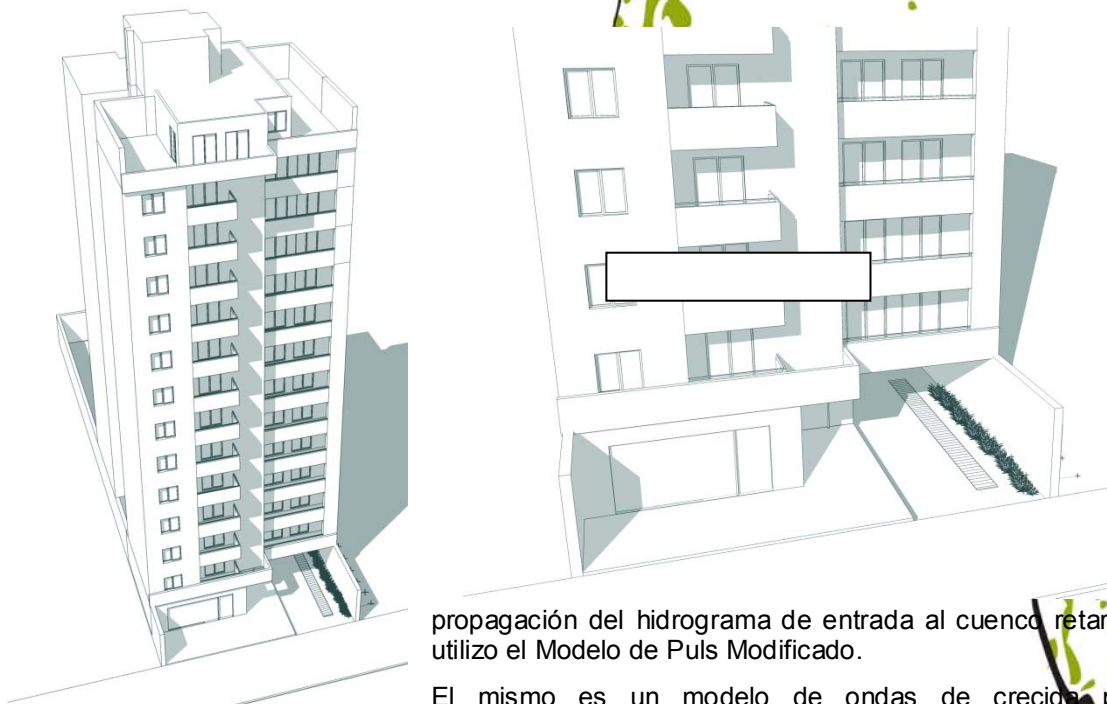 propagación del hidrograma de entrada al cuenco
utilizo el Modelo de Puls Modificado.
El mismo es un modelo de ondas de crecida